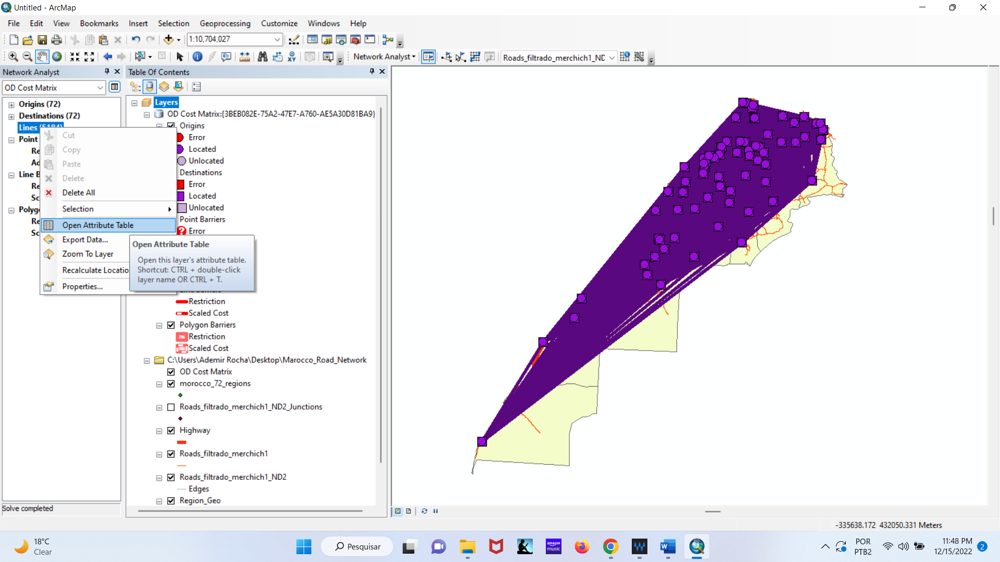 Untitled - ArcMap
File Edit View Bookmarks Insert Selection Geoprocessing Customize Windows Help
1:10,704,027
Network Analyst Roads_filtrado_merchich1_NC
Network Analyst
OD Cost Matrix
Origins (72)
Destinations (72)
Lines (5184)
Point
Re
Ad
Line B
Re
Sc
Polyg
Re
Sc
Cut
Copy
Paste
Delete
Delete All
Selection
Open Attribute Table
Export Data...
Zoom To Layer
Recalculate Locatio
Properties...
Open Attribute Table
Open this layer's attribute table.
Shortcut: CTRL + double-click
layer name OR CTRL + T.
Solve completed
Table Of Contents
Layers
OD Cost Matrix:{3BEB082E-75A2-47E7-A760-AE5A30D81BA9}
Origins
Error
Located
Unlocated
Destinations
Error
Located
Unlocated
Point Barriers
Error
Line Barriers
Restriction
Scaled Cost
Polygon Barriers
Restriction
Scaled Cost
C:\Users\Ademir Rocha\Desktop\Marocco_Road_Network
OD Cost Matrix
morocco_72_regions
Roads_filtrado_merchich1_ND2_Junctions
Highway
Roads_filtrado_merchich1
Roads_filtrado_merchich1_ND2
Edges
Region_Geo
-335638.172 432050.331 Meters
18°C
Clear
Pesquisar
amazon
music
POR
PTB2
11:48 PM
12/15/2022
2